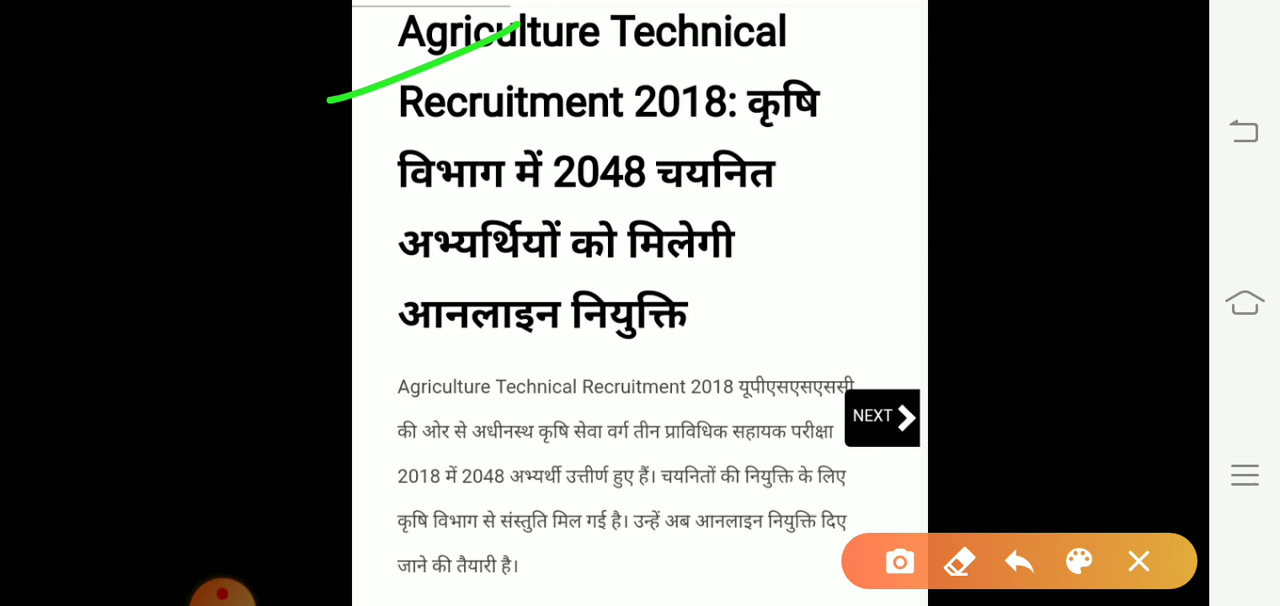 Agriculture Technical
Recruitment 2018: कृषि
विभाग में 2048 चयनित
अभ्यर्थियों को मिलेगी
आनलाइन नियुक्ति
Agriculture Technical Recruitment 2018 यूपीएसएसएससी
की ओर से अधीनस्थ कृषि सेवा वर्ग तीन प्राविधिक सहायक परीक्षा
NEXT
2018 में 2048 अभ्यर्थी उत्तीर्ण हुए हैं। चयनितों की नियुक्ति के लिए
कृषि विभाग से संस्तुति मिल गई है। उन्हें अब आनलाइन नियुक्ति दिए
जाने की तैयारी है।